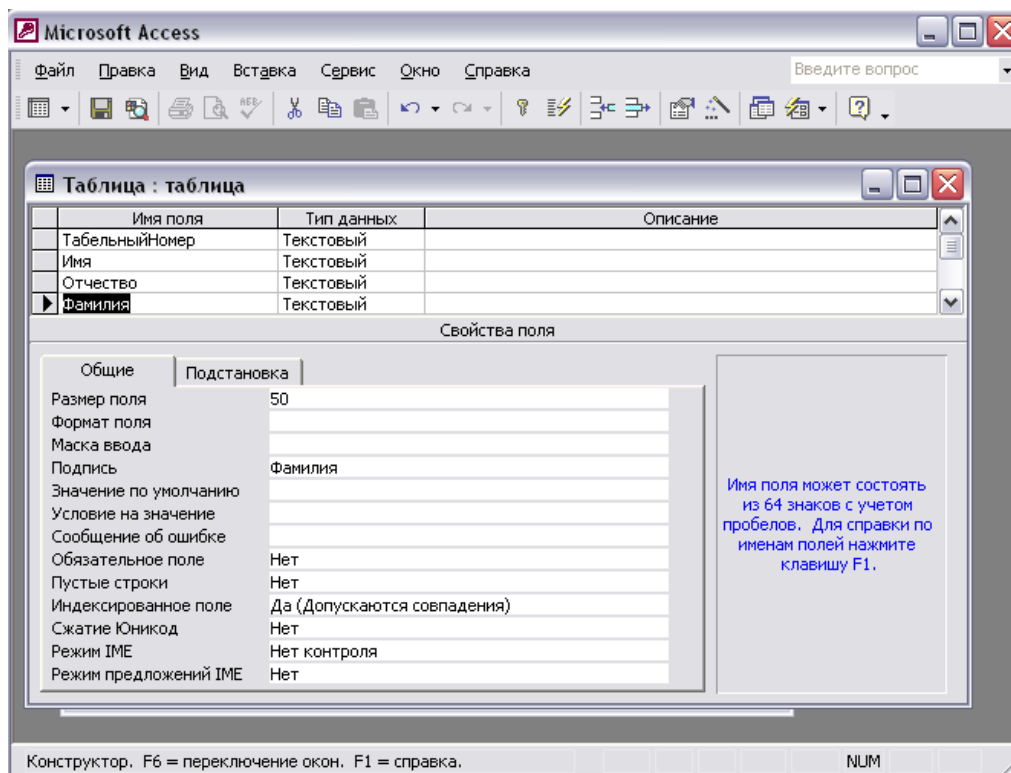 Microsoft Access
Файл Правка Вид Вставка Сервис Окно Справка Введите вопрос
Таблица : таблица
Имя поля Тип данных Описание
ТабельныйНомер Текстовый
Имя Текстовый
Отчество Текстовый
Фамилия Текстовый
Свойства поля
Общие Подстановка
Размер поля 50
Формат поля
Маска ввода
Подпись Фамилия
Значение по умолчанию
Условие на значение
Сообщение об ошибке
Обязательное поле Нет
Пустые строки Нет
Индексированное поле Да (Допускаются совпадения)
Сжатие Юникод Нет
Режим IME Нет контроля
Режим предложений IME Нет
Имя поля может состоять
из 64 знаков с учетом
пробелов. Для справки по
именам полей нажмите
клавишу F1.
Конструктор. F6 = переключение окон. F1 = справка. NUM